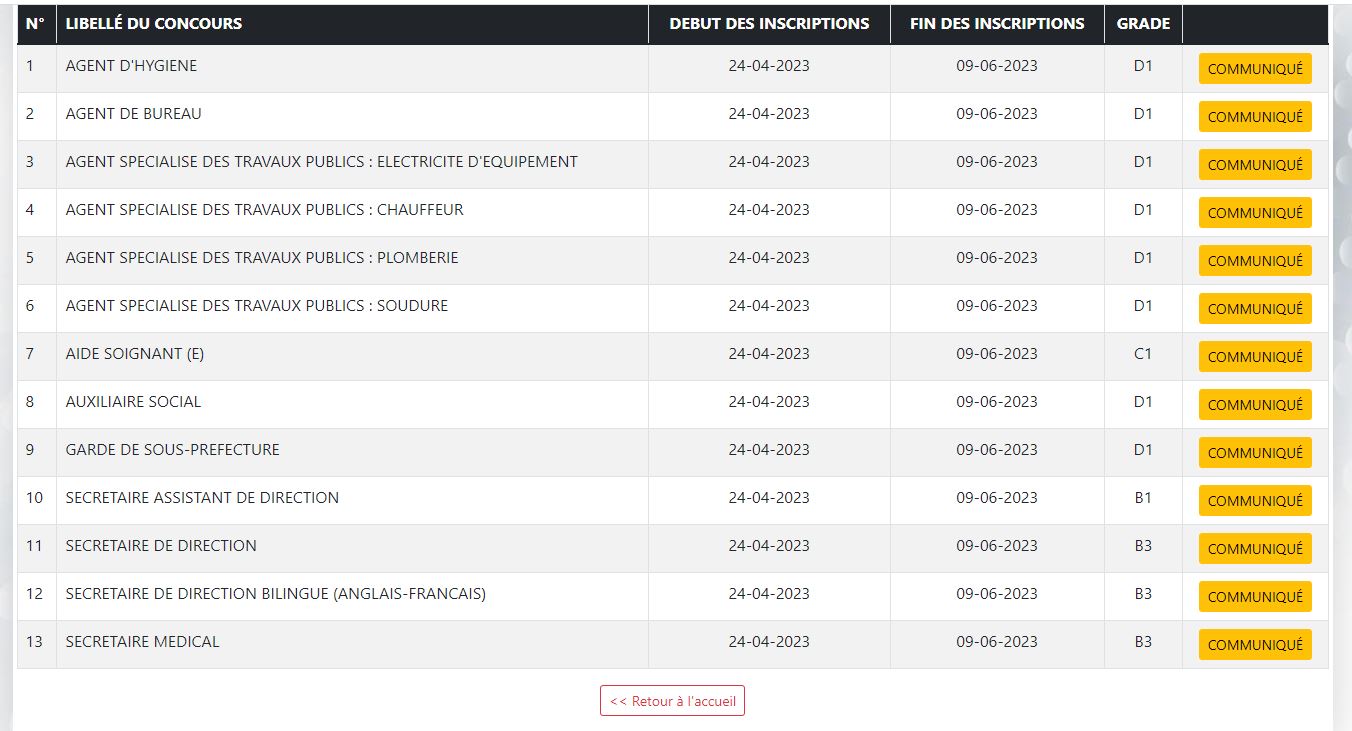 N° LIBELLÉ DU CONCOURS DEBUT DES INSCRIPTIONS FIN DES INSCRIPTIONS GRADE
1 AGENT D'HYGIENE 24-04-2023 09-06-2023 D1 COMMUNIQUÉ
2 AGENT DE BUREAU 24-04-2023 09-06-2023 D1 COMMUNIQUÉ
3 AGENT SPECIALISE DES TRAVAUX PUBLICS : ELECTRICITE D'EQUIPEMENT 24-04-2023 09-06-2023 D1 COMMUNIQUÉ
4 AGENT SPECIALISE DES TRAVAUX PUBLICS : CHAUFFEUR 24-04-2023 09-06-2023 D1 COMMUNIQUÉ
5 AGENT SPECIALISE DES TRAVAUX PUBLICS : PLOMBERIE 24-04-2023 09-06-2023 D1 COMMUNIQUÉ
6 AGENT SPECIALISE DES TRAVAUX PUBLICS : SOUDURE 24-04-2023 09-06-2023 D1 COMMUNIQUÉ
7 AIDE SOIGNANT (E) 24-04-2023 09-06-2023 C1 COMMUNIQUÉ
8 AUXILIAIRE SOCIAL 24-04-2023 09-06-2023 D1 COMMUNIQUÉ
9 GARDE DE SOUS-PREFECTURE 24-04-2023 09-06-2023 D1 COMMUNIQUÉ
10 SECRETAIRE ASSISTANT DE DIRECTION 24-04-2023 09-06-2023 B1 COMMUNIQUÉ
11 SECRETAIRE DE DIRECTION 24-04-2023 09-06-2023 B3 COMMUNIQUÉ
12 SECRETAIRE DE DIRECTION BILINGUE (ANGLAIS-FRANCAIS) 24-04-2023 09-06-2023 B3 COMMUNIQUÉ
13 SECRETAIRE MEDICAL 24-04-2023 09-06-2023 B3 COMMUNIQUÉ
<< Retour à l'accueil